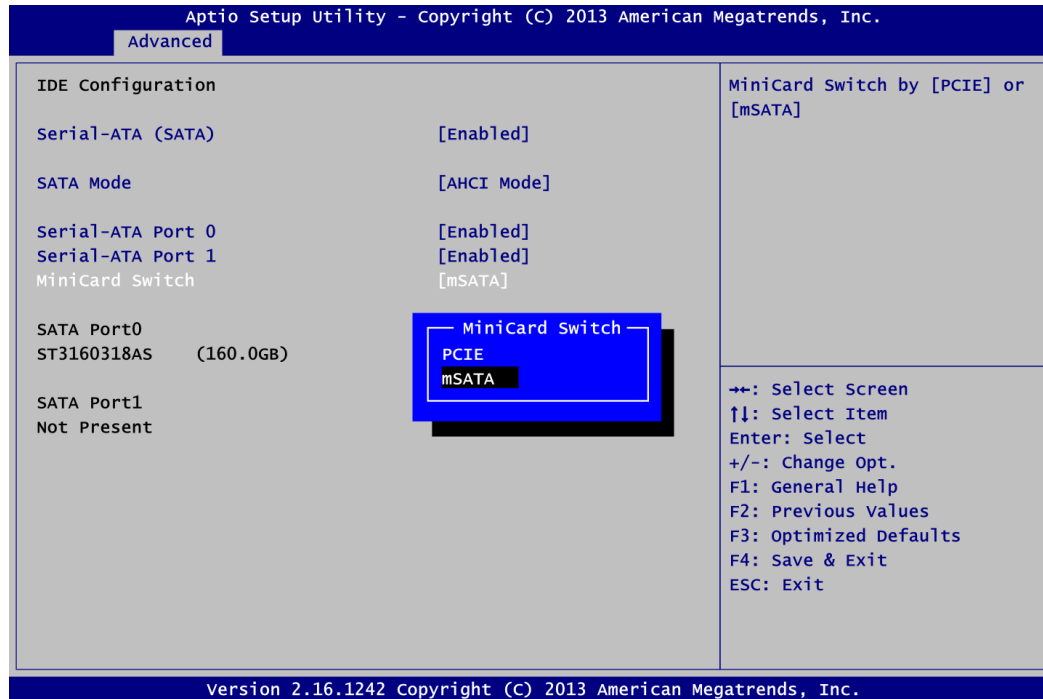 Aptio Setup Utility - Copyright (C) 2013 American Megatrends, Inc.
Advanced
IDE Configuration
Serial-ATA (SATA) [Enabled]
SATA Mode [AHCI Mode]
Serial-ATA Port 0 [Enabled]
Serial-ATA Port 1 [Enabled]
MiniCard Switch [mSATA]
SATA Port0
ST3160318AS (160.0GB)
SATA Port1
Not Present
MiniCard Switch
PCIE
mSATA
MiniCard Switch by [PCIE] or
[mSATA]
→←: Select Screen
↑↓: Select Item
Enter: Select
+/-: Change Opt.
F1: General Help
F2: Previous Values
F3: Optimized Defaults
F4: Save & Exit
ESC: Exit
Version 2.16.1242 Copyright (C) 2013 American Megatrends, Inc.